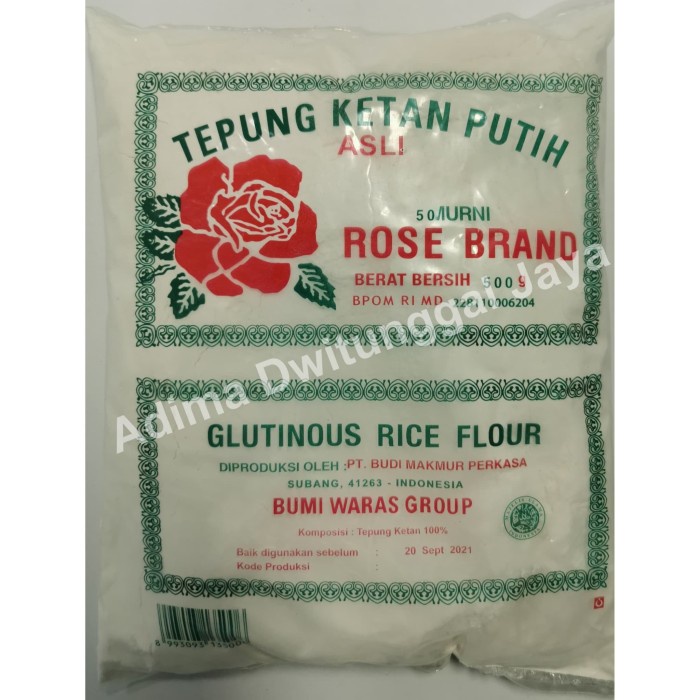 TEPUNG KETAN PUTIH
ASLI
50/IURNI
ROSE BRAND
BERAT BERSIH 500g
BPOM RI MD 228110006204
Adima Dwitunggal Jaya
GLUTINOUS RICE FLOUR
DIPRODUKSI OLEH : PT. BUDI MAKMUR PERKASA
SUBANG, 41263 - INDONESIA
BUMI WARAS GROUP
Komposisi : Tepung Ketan 100%
Baik digunakan sebelum : 20 Sept 2021
Kode Produksi